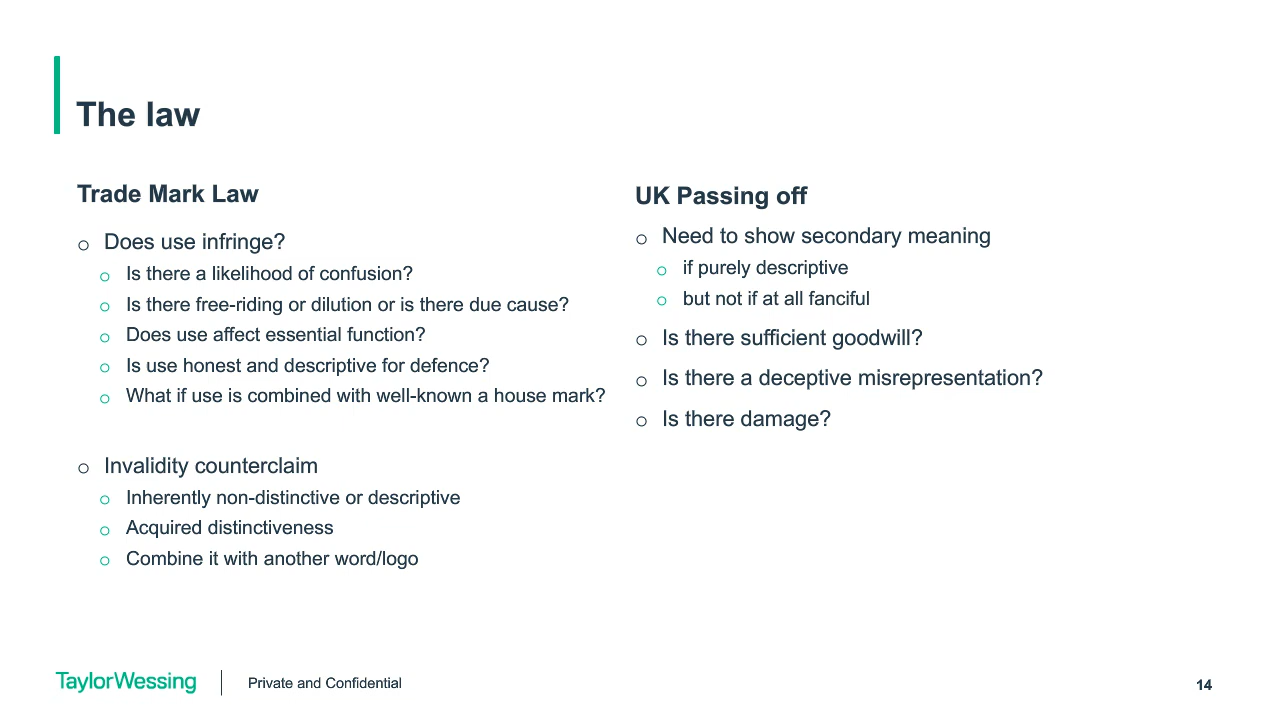 The law
Trade Mark Law
o Does use infringe?
o Is there a likelihood of confusion?
o Is there free-riding or dilution or is there due cause?
o Does use affect essential function?
o Is use honest and descriptive for defence?
o What if use is combined with well-known a house mark?
o Invalidity counterclaim
o Inherently non-distinctive or descriptive
o Acquired distinctiveness
o Combine it with another word/logo
UK Passing off
o Need to show secondary meaning
o if purely descriptive
o but not if at all fanciful
o Is there sufficient goodwill?
o Is there a deceptive misrepresentation?
o Is there damage?
TaylorWessing
Private and Confidential
14